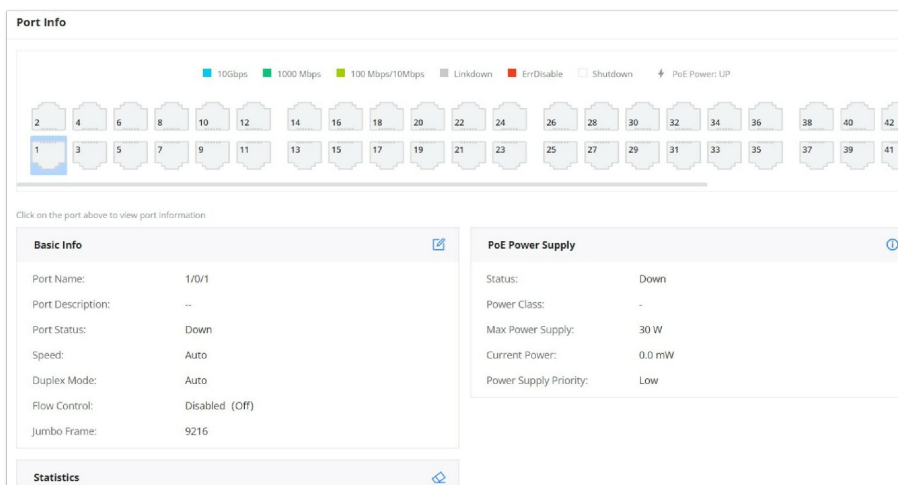 Port Info
10Gbps 1000 Mbps 100 Mbps/10Mbps Linkdown ErrDisable Shutdown PoE Power: UP
2 4 6 8 10 12 14 16 18 20 22 24 26 28 30 32 34 36 38 40 42
1 3 5 7 9 11 13 15 17 19 21 23 25 27 29 31 33 35 37 39 41
Click on the port above to view port information
Basic Info
Port Name: 1/0/1
Port Description: --
Port Status: Down
Speed: Auto
Duplex Mode: Auto
Flow Control: Disabled (Off)
Jumbo Frame: 9216
Statistics
PoE Power Supply
Status: Down
Power Class: -
Max Power Supply: 30 W
Current Power: 0.0 mW
Power Supply Priority: Low